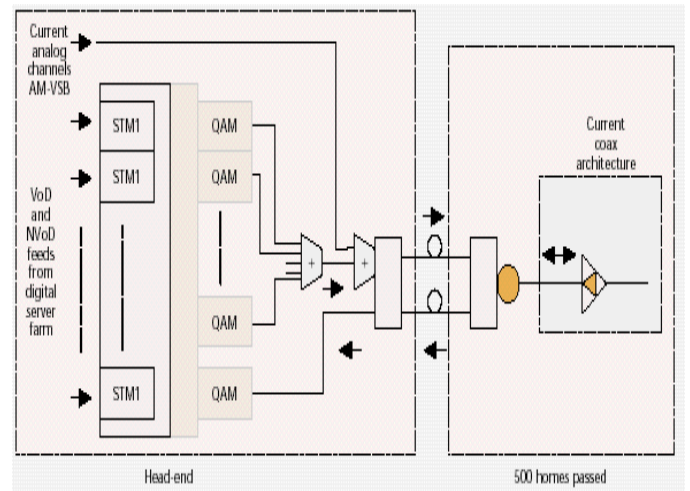 Current
analog
channels
AM-VSB
VoD
and
NVoD
feeds
from
digital
server
farm
STM1
STM1
STM1
QAM
QAM
QAM
QAM
+
+
Current
coax
architecture
Head-end
500 homes passed